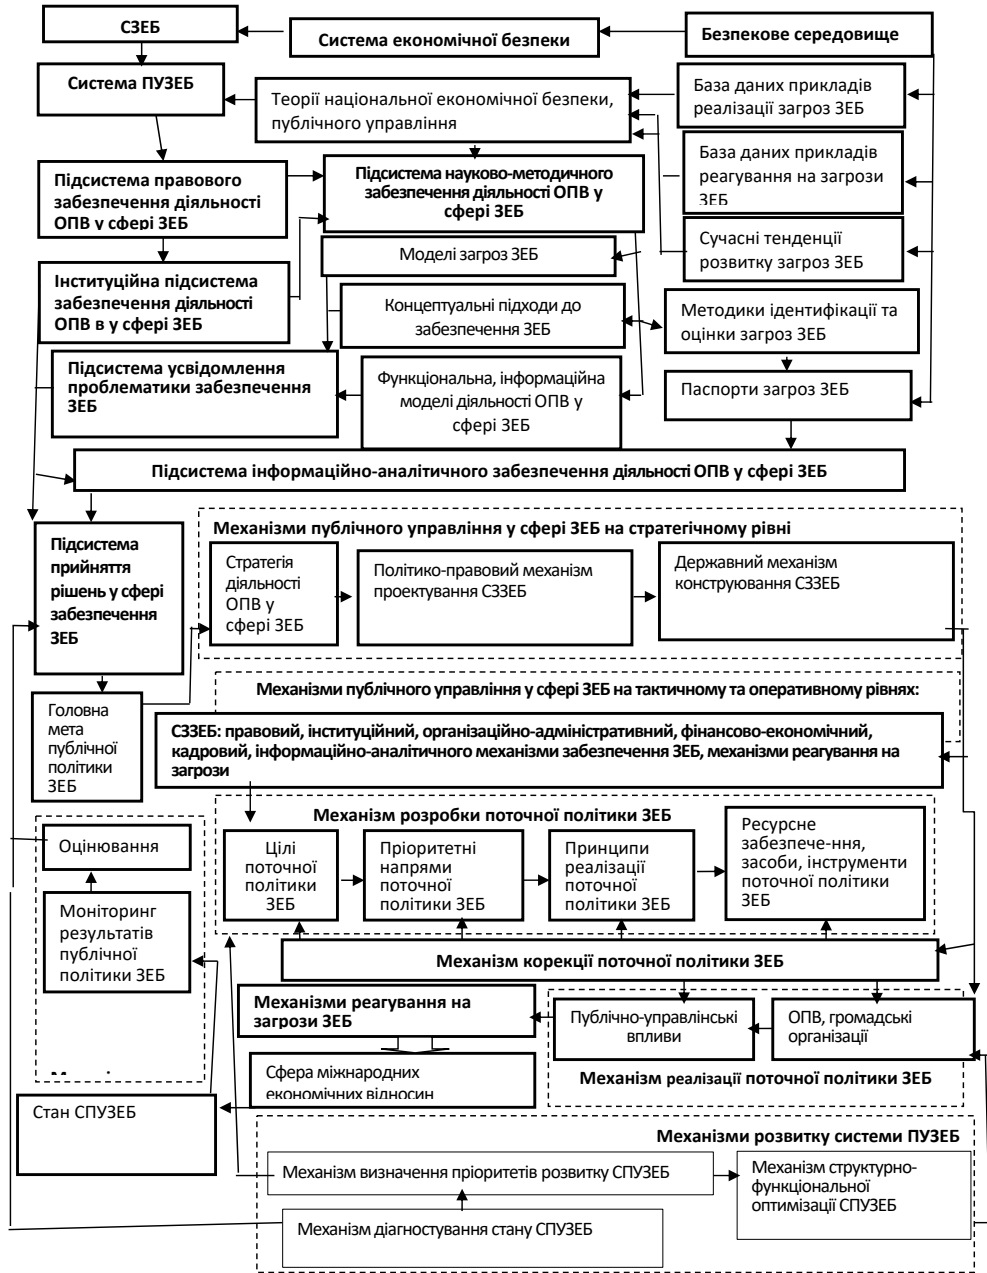 СЗЕБ
Система економічної безпеки
Безпекове середовище
Система ПУЗЕБ
Теорії національної економічної безпеки,
публічного управління
База даних прикладів
реалізації загроз ЗЕБ
База даних прикладів
реагування на загрози
ЗЕБ
Сучасні тенденції
розвитку загроз ЗЕБ
Підсистема правового
забезпечення діяльності
ОПВ у сфері ЗЕБ
Підсистема науково-методичного
забезпечення діяльності ОПВ у
сфері ЗЕБ
Моделі загроз ЗЕБ
Інституційна підсистема
забезпечення діяльності
ОПВ в у сфері ЗЕБ
Концептуальні підходи до
забезпечення ЗЕБ
Методики ідентифікації та
оцінки загроз ЗЕБ
Підсистема усвідомлення
проблематики забезпечення
ЗЕБ
Функціональна, інформаційна
моделі діяльності ОПВ у
сфері ЗЕБ
Паспорти загроз ЗЕБ
Підсистема інформаційно-аналітичного забезпечення діяльності ОПВ у сфері ЗЕБ
Підсистема
прийняття
рішень у сфері
забезпечення
ЗЕБ
Механізми публічного управління у сфері ЗЕБ на стратегічному рівні
Стратегія
діяльності
ОПВ у
сфері ЗЕБ
Політико-правовий механізм
проектування СЗЗЕБ
Державний механізм
конструювання СЗЗЕБ
Головна
мета
публічної
політики
ЗЕБ
Механізми публічного управління у сфері ЗЕБ на тактичному та оперативному рівнях:
СЗЗЕБ: правовий, інституційний, організаційно-адміністративний, фінансово-економічний,
кадровий, інформаційно-аналітичного механізми забезпечення ЗЕБ, механізми реагування на
загрози
Механізм розробки поточної політики ЗЕБ
Цілі
поточної
політики
ЗЕБ
Пріоритетні
напрями
поточної
політики ЗЕБ
Принципи
реалізації
поточної
політики ЗЕБ
Ресурсне
забезпече-ння,
засоби, інструменти
поточної політики
ЗЕБ
Оцінювання
Моніторинг
результатів
публічної
політики ЗЕБ
Механізм корекції поточної політики ЗЕБ
Механізми реагування на
загрози ЗЕБ
Публічно-управлінські
впливи
ОПВ, громадські
організації
Механізм реалізації поточної політики ЗЕБ
Сфера міжнародних
економічних відносин
Стан СПУЗЕБ
Механізми розвитку системи ПУЗЕБ
Механізм визначення пріоритетів розвитку СПУЗЕБ
Механізм структурно-
функціональної
оптимізації СПУЗЕБ
Механізм діагностування стану СПУЗЕБ